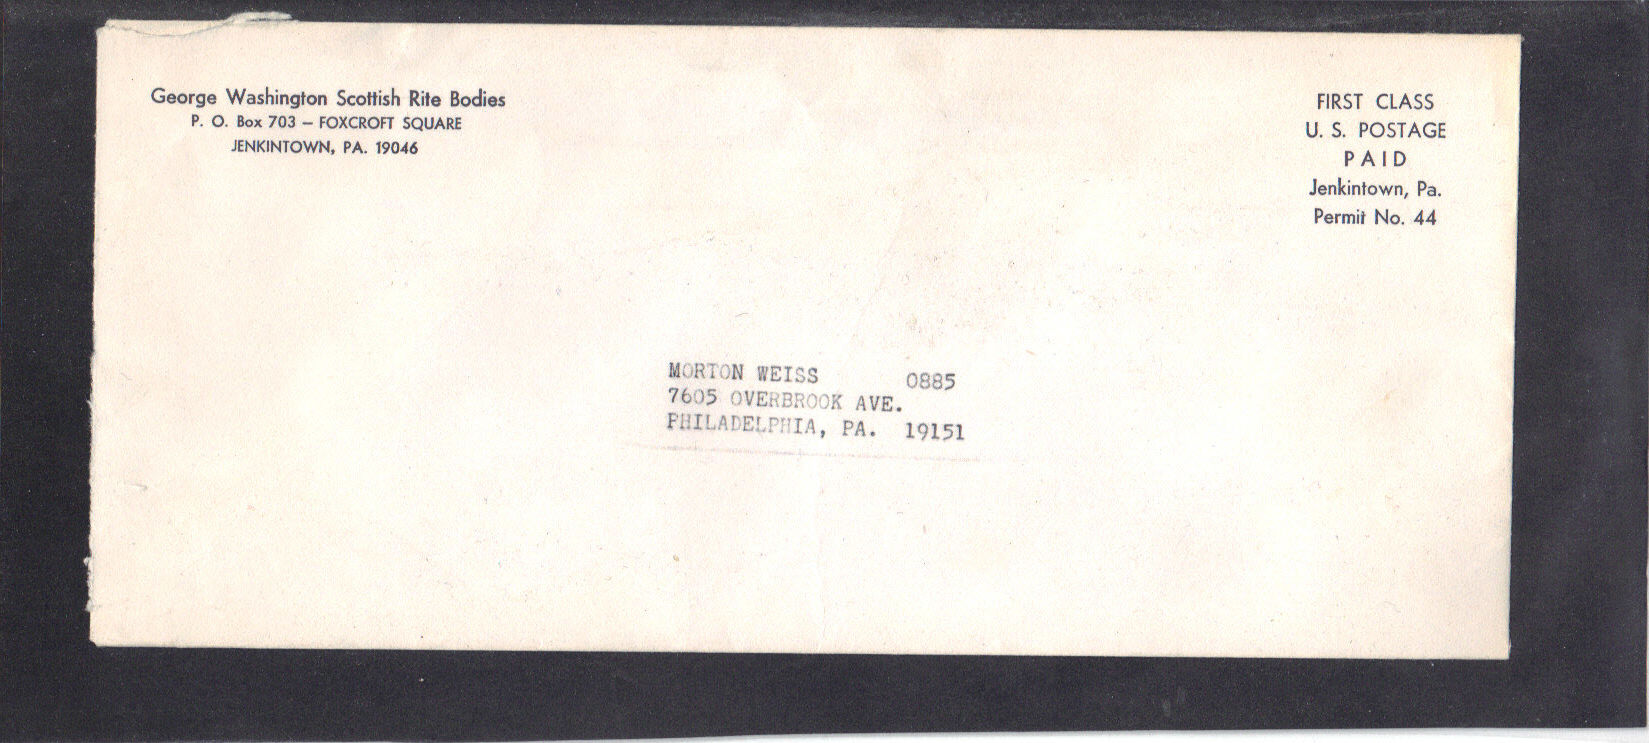 George Washington Scottish Rite Bodies
P. O. Box 703 – FOXCROFT SQUARE
JENKINTOWN, PA. 19046
FIRST CLASS
U. S. POSTAGE
PAID
Jenkintown, Pa.
Permit No. 44
MORTON WEISS 0885
7605 OVERBROOK AVE.
PHILADELPHIA, PA. 19151